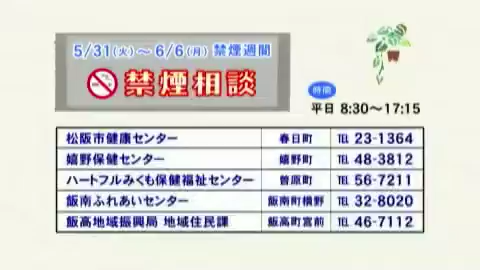 5/31(火)～6/6(月) 禁煙週間
禁煙相談
時間
平日 8:30～17:15
松阪市健康センター 春日町 TEL 23-1364
嬉野保健センター 嬉野町 TEL 48-3812
ハートフルみくも保健福祉センター 曽原町 TEL 56-7211
飯南ふれあいセンター 飯南町横野 TEL 32-8020
飯高地域振興局 地域住民課 飯高町宮前 TEL 46-7112